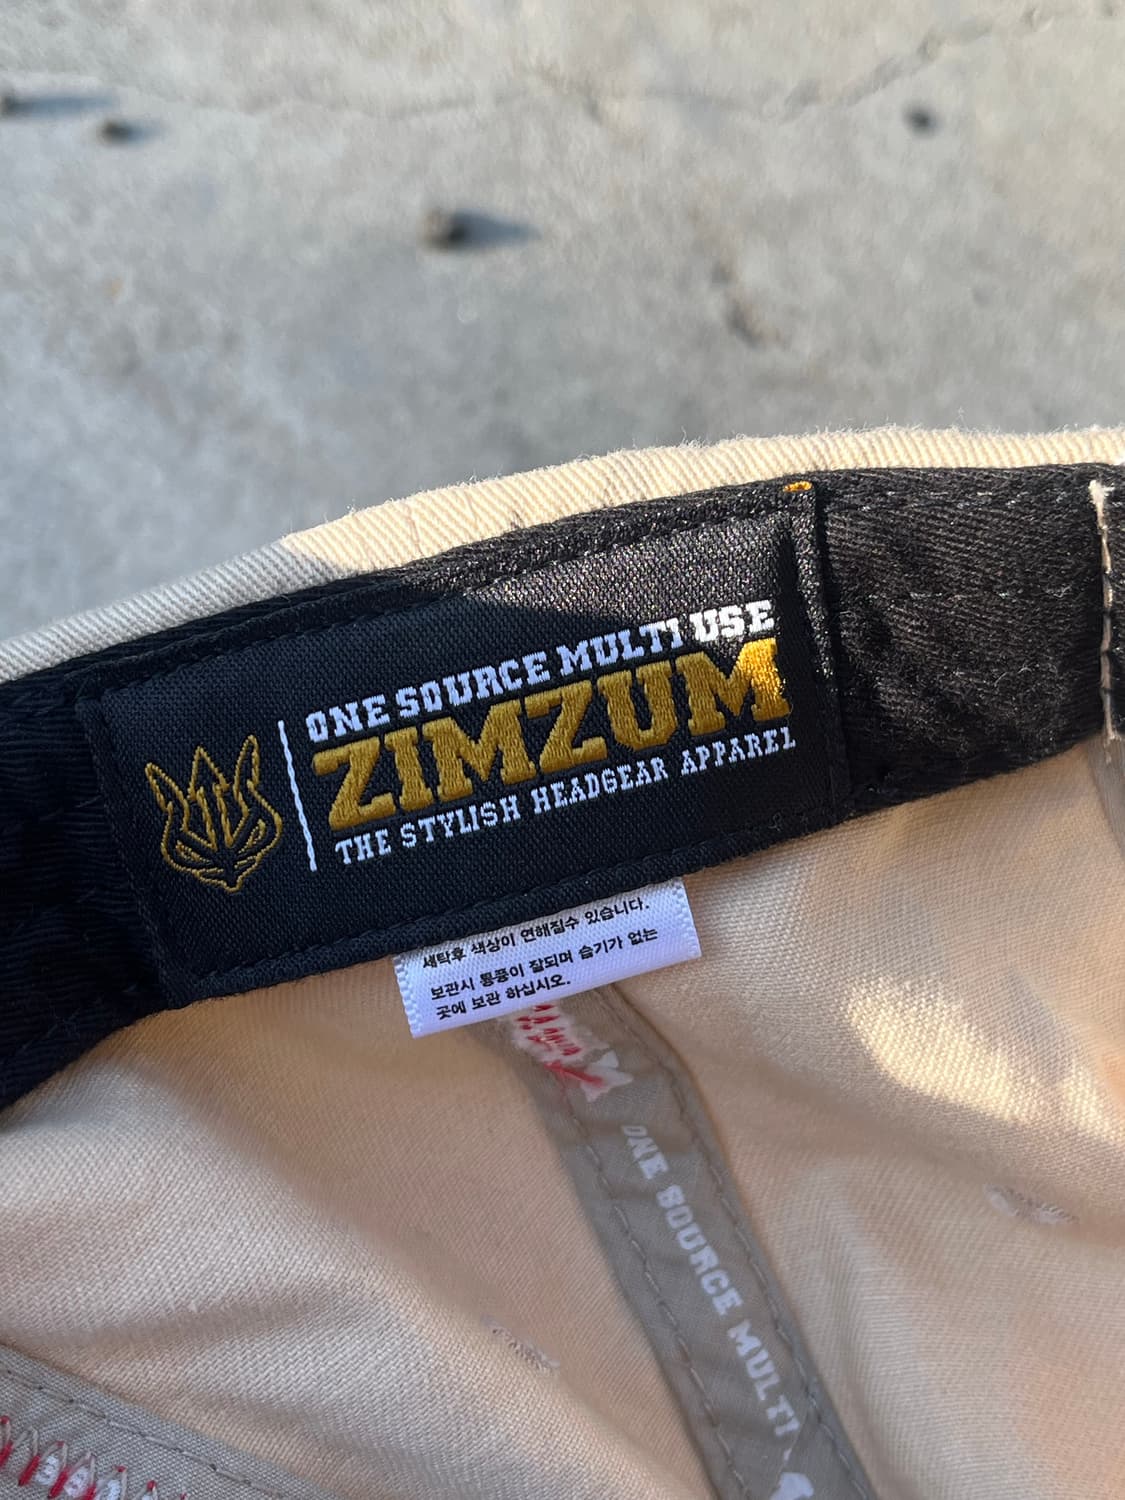 ONE SOURCE MULTI USE
ZIMZUM
THE STYLISH HEADGEAR APPAREL
세탁후 색상이 연해질수 있습니다.
보관시 통풍이 잘되며 습기가 없는
곳에 보관 하십시오.
ONE SOURCE MULTI